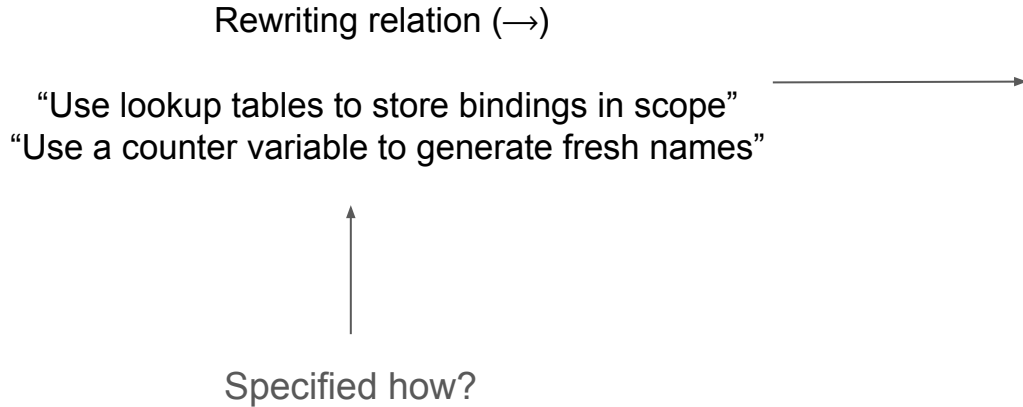 Rewriting relation (⟶)
“Use lookup tables to store bindings in scope”
“Use a counter variable to generate fresh names”
Specified how?